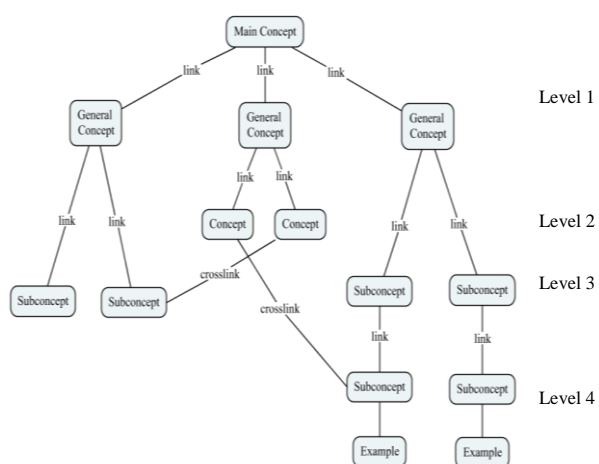 Main Concept
link
link
link
Level 1
General
Concept
General
Concept
General
Concept
link
link
link
link
link
link
Concept
Concept
Level 2
crosslink
Subconcept
Subconcept
Subconcept
Subconcept
Level 3
crosslink
link
link
Subconcept
Subconcept
Level 4
Example
Example